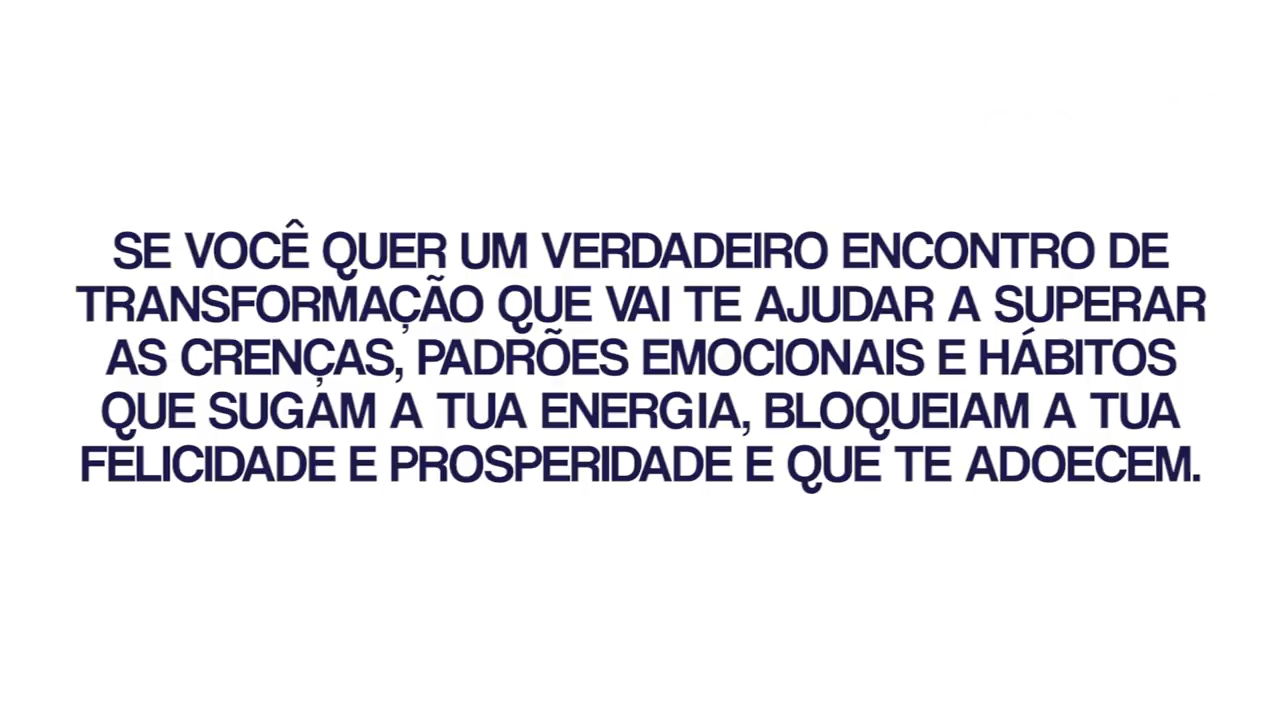 SE VOCÊ QUER UM VERDADEIRO ENCONTRO DE
TRANSFORMAÇÃO QUE VAI TE AJUDAR A SUPERAR
AS CRENÇAS, PADRÕES EMOCIONAIS E HÁBITOS
QUE SUGAM A TUA ENERGIA, BLOQUEIAM A TUA
FELICIDADE E PROSPERIDADE E QUE TE ADOECEM.